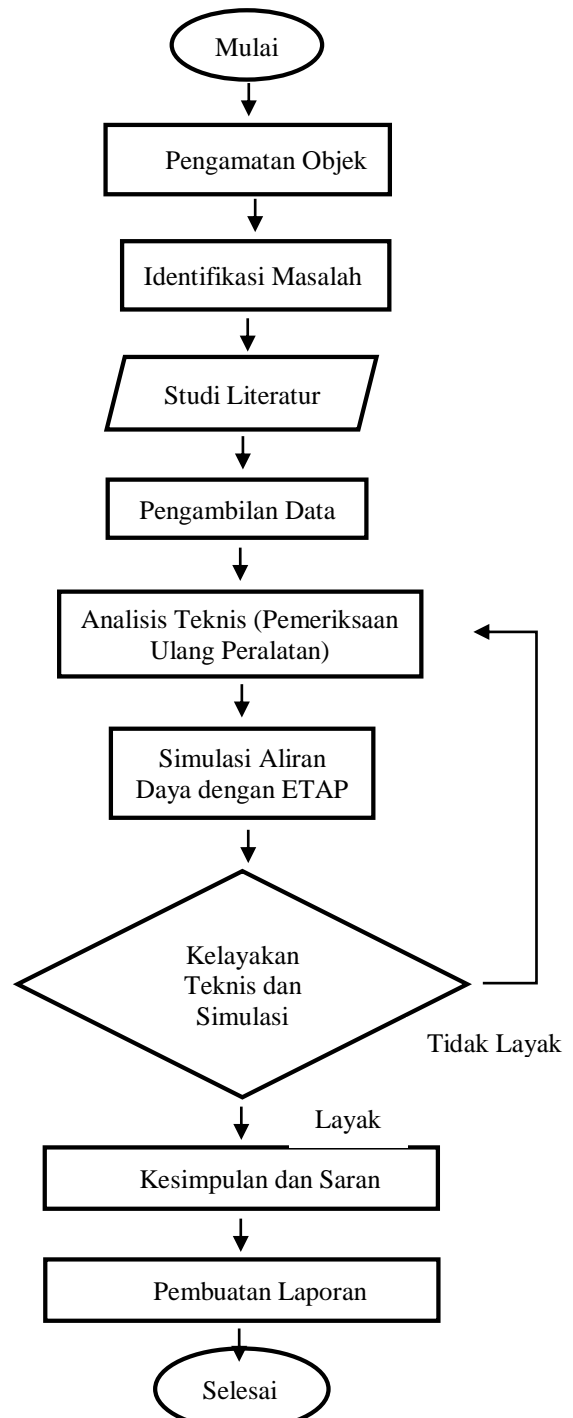 Mulai
Pengamatan Objek
Identifikasi Masalah
Studi Literatur
Pengambilan Data
Analisis Teknis (Pemeriksaan
Ulang Peralatan)
Simulasi Aliran
Daya dengan ETAP
Kelayakan
Teknis dan
Simulasi
Tidak Layak
Layak
Kesimpulan dan Saran
Pembuatan Laporan
Selesai